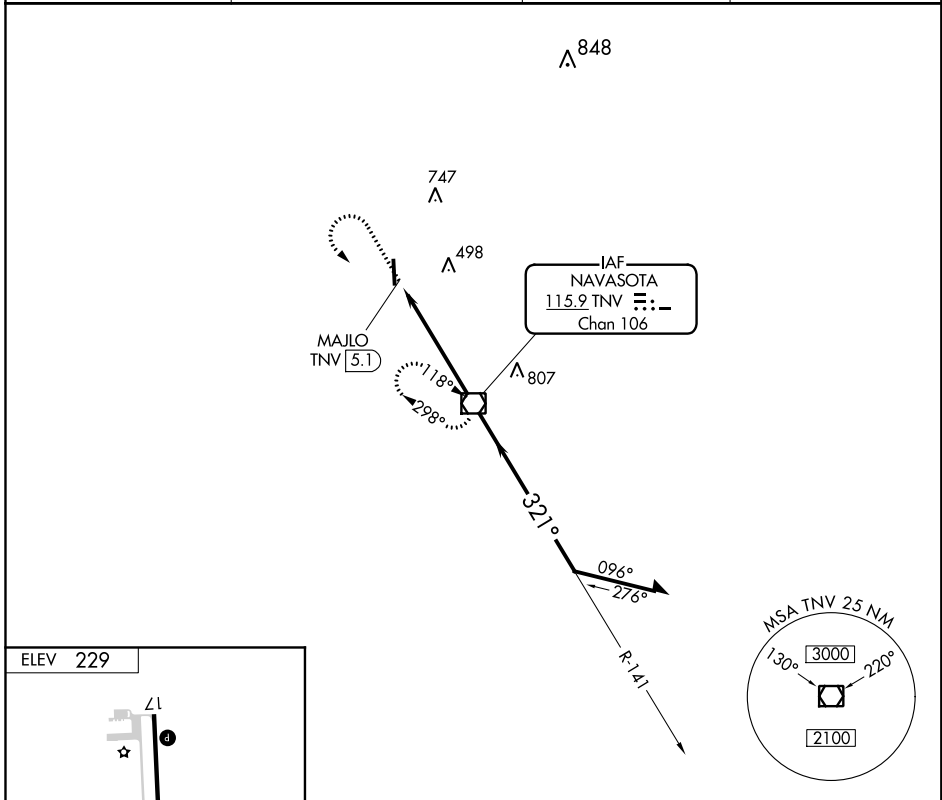 848
747
498
IAF
NAVASOTA
115.9 TNV
Chan 106
MAJLO
TNV 5.1
807
118°
298°
321°
096°
276°
R-141
MSA TNV 25 NM
3000
130°
220°
2100
ELEV 229
17
P